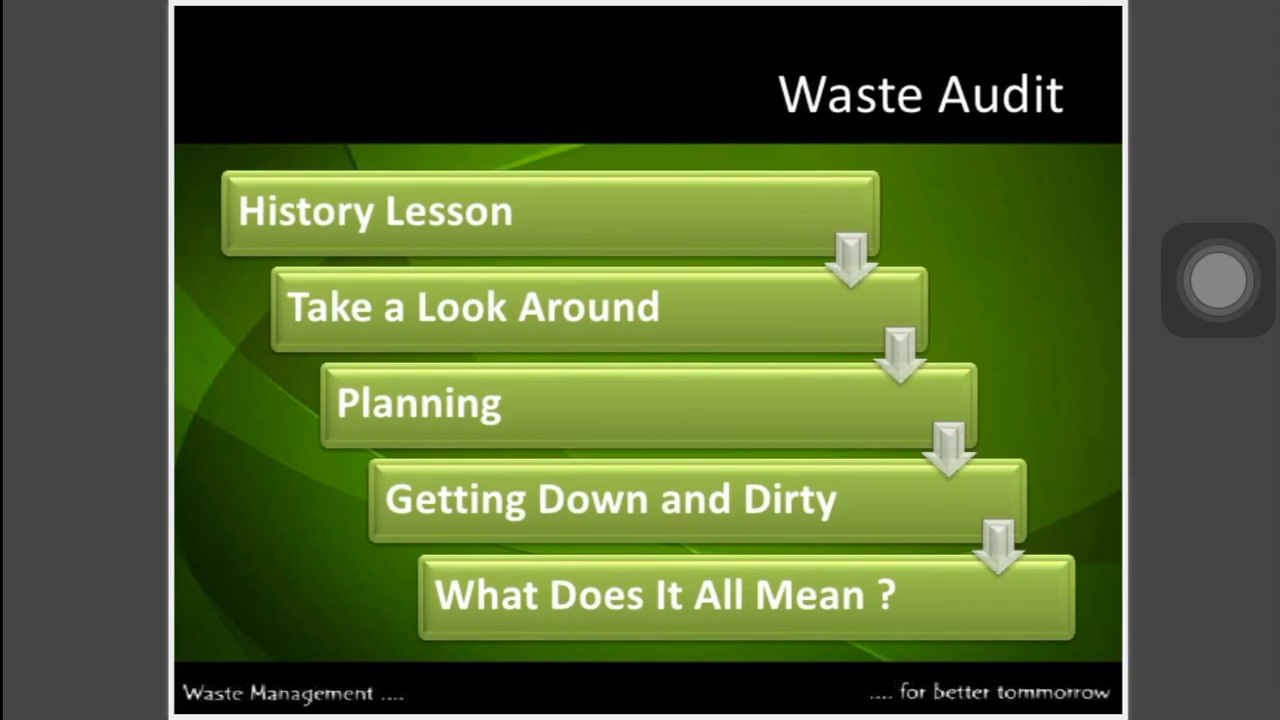 Waste Audit
History Lesson
Take a Look Around
Planning
Getting Down and Dirty
What Does It All Mean ?
Waste Management .... .... for better tommorrow